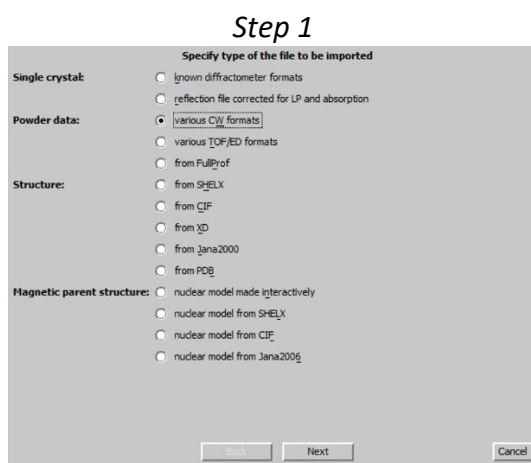 Step 1
Specify type of the file to be imported
Single crystal: known diffractometer formats
reflection file corrected for LP and absorption
Powder data: various CW formats
various TOF/ED formats
from FullProf
Structure: from SHELX
from CIF
from XD
from Jana2000
from PDB
Magnetic parent structure: nuclear model made interactively
nuclear model from SHELX
nuclear model from CIF
nuclear model from Jana2006
Back Next Cancel